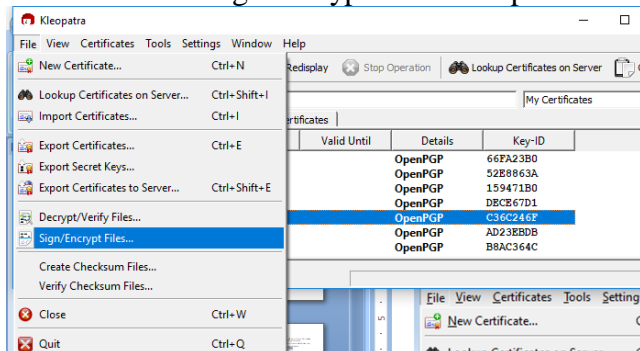 Kleopatra
File View Certificates Tools Settings Window Help
New Certificate... Ctrl+N Redisplay Stop Operation Lookup Certificates on Server
Lookup Certificates on Server... Ctrl+Shift+I
My Certificates
Import Certificates... Ctrl+I
Export Certificates... Ctrl+E Valid Until Details Key-ID
OpenPGP 66FA23B0
Export Secret Keys... OpenPGP 52E8863A
Export Certificates to Server... Ctrl+Shift+E OpenPGP 159471B0
OpenPGP DECE67D1
Decrypt/Verify Files... OpenPGP C36C246F
Sign/Encrypt Files... OpenPGP AD23EBDB
OpenPGP B8AC364C
Create Checksum Files...
Verify Checksum Files...
File View Certificates Tools Setting
Close Ctrl+W
New Certificate...
Quit Ctrl+Q